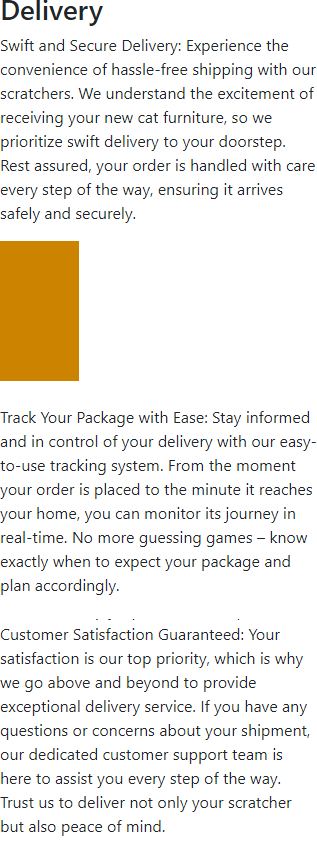 Delivery
Swift and Secure Delivery: Experience the
convenience of hassle-free shipping with our
scratchers. We understand the excitement of
receiving your new cat furniture, so we
prioritize swift delivery to your doorstep.
Rest assured, your order is handled with care
every step of the way, ensuring it arrives
safely and securely.
Track Your Package with Ease: Stay informed
and in control of your delivery with our easy-
to-use tracking system. From the moment
your order is placed to the minute it reaches
your home, you can monitor its journey in
real-time. No more guessing games – know
exactly when to expect your package and
plan accordingly.
Customer Satisfaction Guaranteed: Your
satisfaction is our top priority, which is why
we go above and beyond to provide
exceptional delivery service. If you have any
questions or concerns about your shipment,
our dedicated customer support team is
here to assist you every step of the way.
Trust us to deliver not only your scratcher
but also peace of mind.